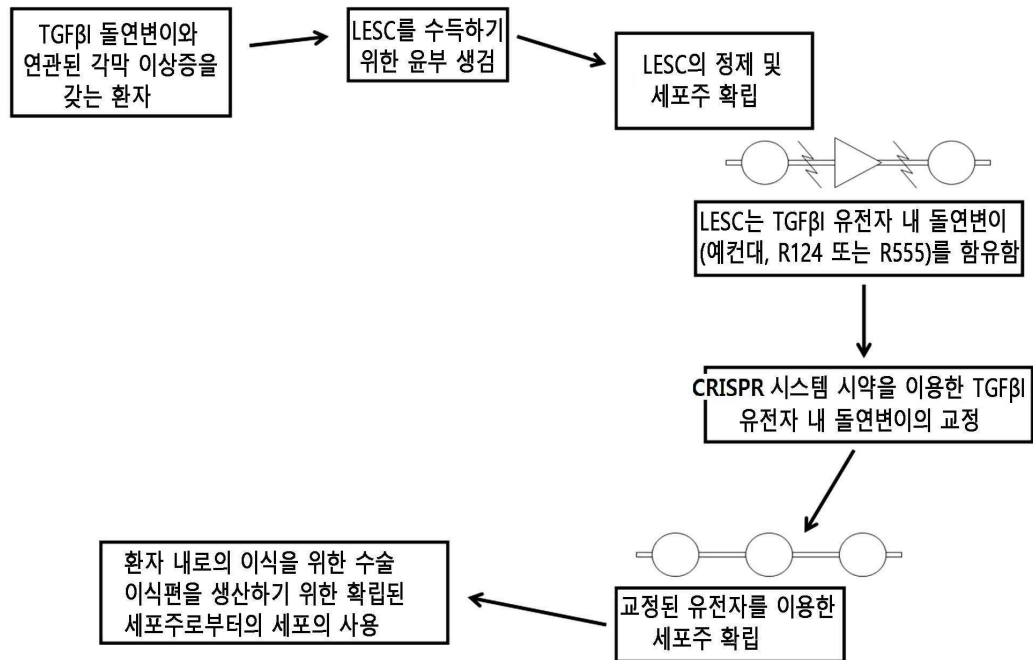 TGFβI 돌연변이와
연관된 각막 이상증을
갖는 환자
LESC를 수득하기
위한 윤부 생검
LESC의 정제 및
세포주 확립
LESC는 TGFβI 유전자 내 돌연변이
(예컨대, R124 또는 R555)를 함유함
CRISPR 시스템 시약을 이용한 TGFβI
유전자 내 돌연변이의 교정
교정된 유전자를 이용한
세포주 확립
환자 내로의 이식을 위한 수술
이식편을 생산하기 위한 확립된
세포주로부터의 세포의 사용